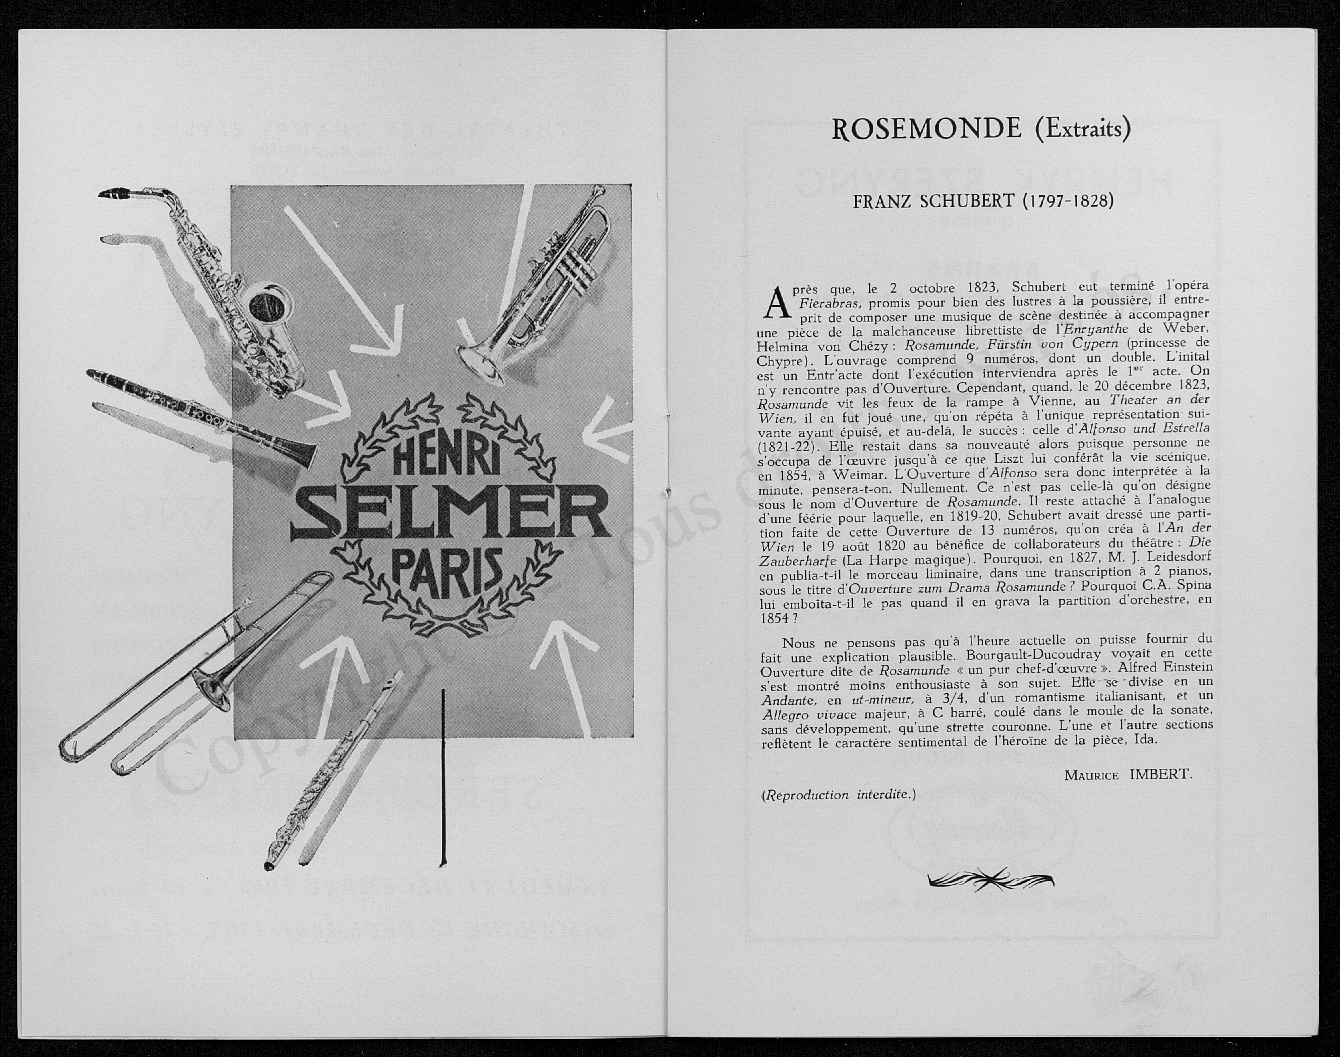 HENRI
SELMER
PARIS
ROSEMONDE (Extraits)
FRANZ SCHUBERT (1797-1828)
Après que, le 2 octobre 1823, Schubert eut terminé l'opéra
Fierabras, promis pour bien des lustres à la poussière, il entre-
prit de composer une musique de scène destinée à accompagner
une pièce de la malchanceuse librettiste de l'Enryanthe de Weber,
Helmina von Chézy : Rosamunde, Fürstin von Cypern (princesse de
Chypre). L'ouvrage comprend 9 numéros, dont un double. L'inital
est un Entr'acte dont l'exécution interviendra après le 1er acte. On
n'y rencontre pas d'Ouverture. Cependant, quand, le 20 décembre 1823,
Rosamunde vit les feux de la rampe à Vienne, au Theater an der
Wien, il en fut joué une, qu'on répéta à l'unique représentation sui-
vante ayant épuisé, et au-delà, le succès : celle d'Alfonso und Estrella
(1821-22). Elle restait dans sa nouveauté alors puisque personne ne
s'occupa de l'œuvre jusqu'à ce que Liszt lui conférât la vie scénique,
en 1854, à Weimar. L'Ouverture d'Alfonso sera donc interprétée à la
minute, pensera-t-on. Nullement. Ce n'est pas celle-là qu'on désigne
sous le nom d'Ouverture de Rosamunde. Il reste attaché à l'analogue
d'une féérie pour laquelle, en 1819-20, Schubert avait dressé une parti-
tion faite de cette Ouverture de 13 numéros, qu'on créa à l'An der
Wien le 19 août 1820 au bénéfice de collaborateurs du théâtre : Die
Zauberharfe (La Harpe magique). Pourquoi, en 1827, M. J. Leidesdorf
en publia-t-il le morceau liminaire, dans une transcription à 2 pianos,
sous le titre d'Ouverture zum Drama Rosamunde ? Pourquoi C.A. Spina
lui emboîta-t-il le pas quand il en grava la partition d'orchestre, en
1854 ?
Nous ne pensons pas qu'à l'heure actuelle on puisse fournir du
fait une explication plausible. Bourgault-Ducoudray voyait en cette
Ouverture dite de Rosamunde « un pur chef-d'œuvre ». Alfred Einstein
s'est montré moins enthousiaste à son sujet. Elle se divise en un
Andante, en ut-mineur, à 3/4, d'un romantisme italianisant, et un
Allegro vivace majeur, à C barré, coulé dans le moule de la sonate,
sans développement, qu'une strette couronne. L'une et l'autre sections
reflètent le caractère sentimental de l'héroïne de la pièce, Ida.
MAURICE IMBERT.
(Reproduction interdite.)